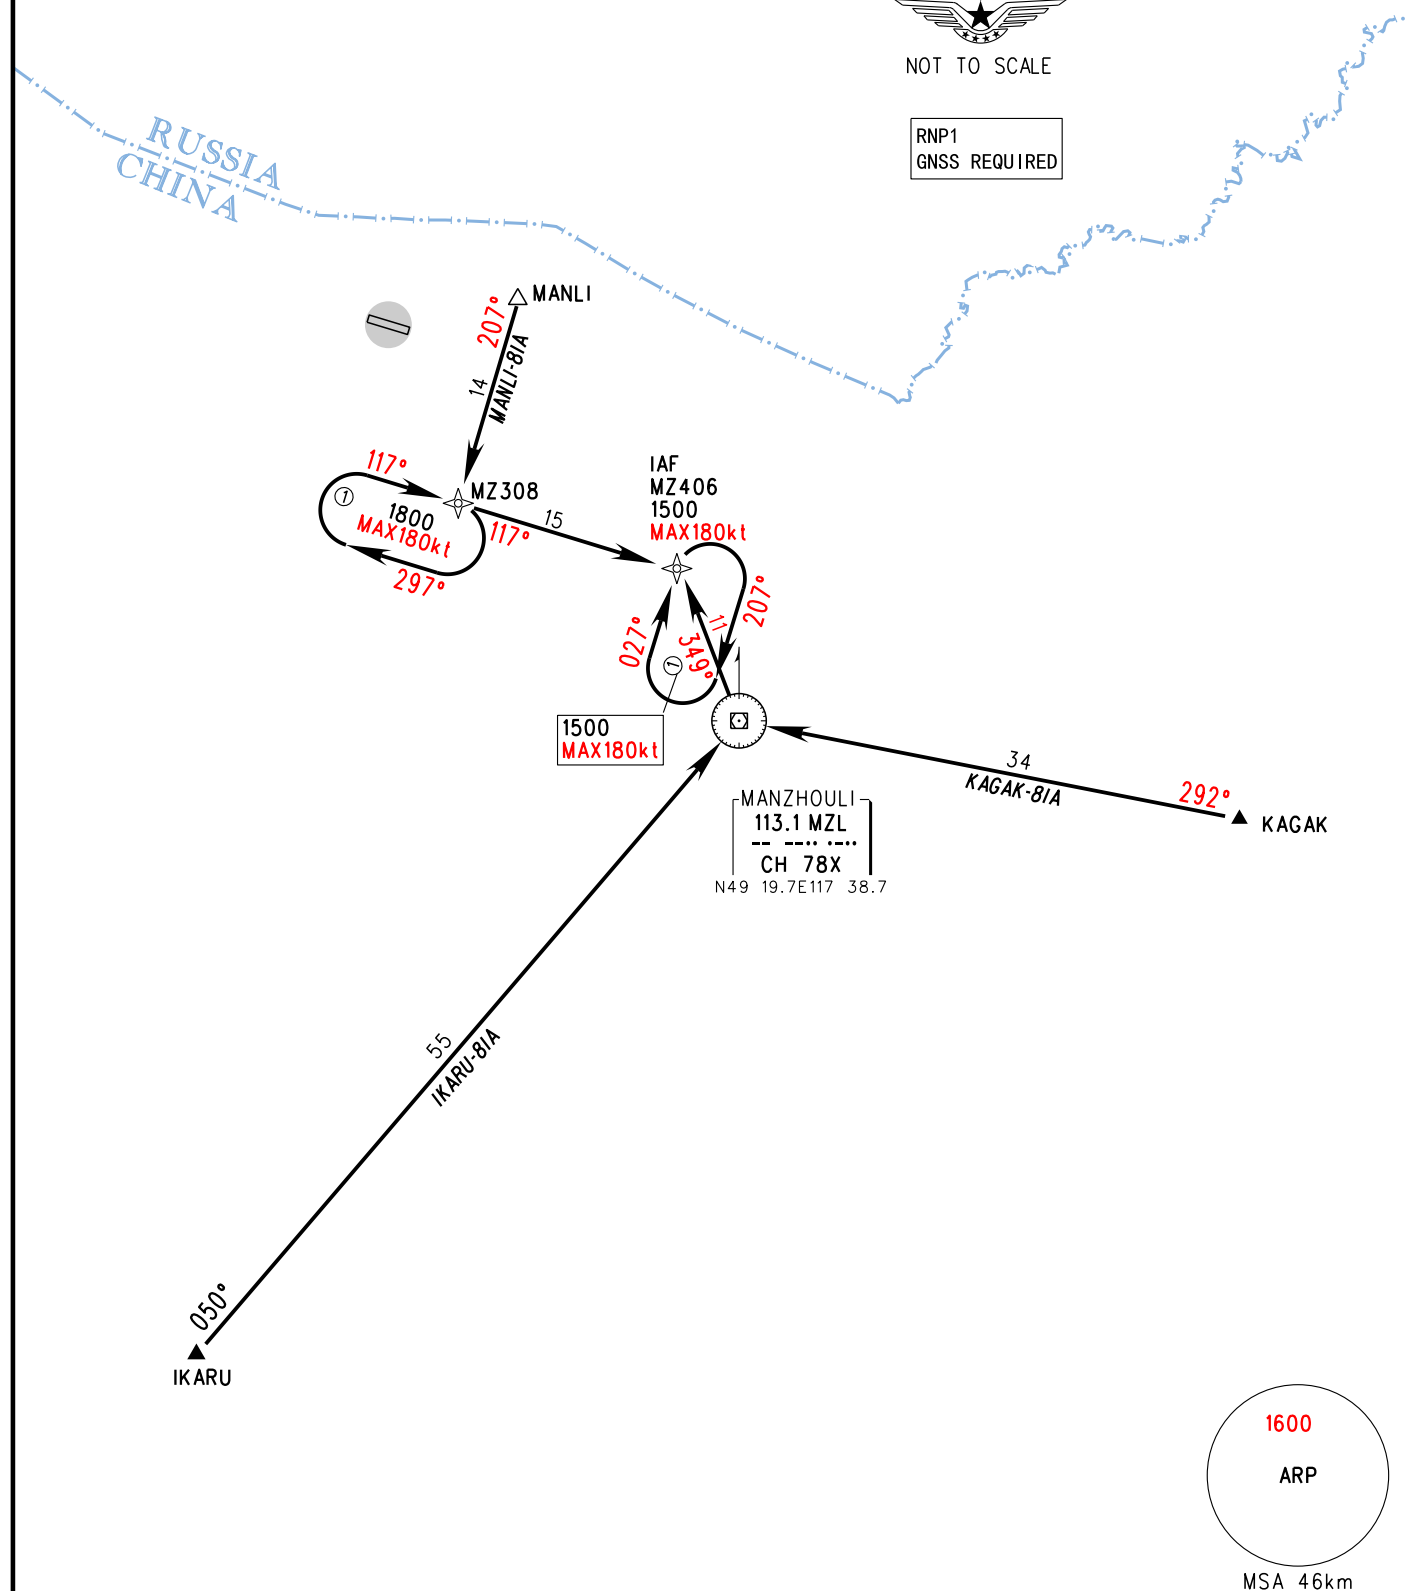 NOT TO SCALE
RNP1
GNSS REQUIRED
RUSSIA
CHINA
MANLI
207°
14
MANLI-81A
117°
①
MZ308
1800
MAX180kt
117°
297°
15
IAF
MZ406
1500
MAX180kt
207°
027°
11
349°
①
1500
MAX180kt
34
KAGAK-81A
292°
KAGAK
MANZHOULI
113.1 MZL
-- --·· ·-··
CH 78X
N49 19.7E117 38.7
55
IKARU-81A
050°
IKARU
1600
ARP
MSA 46km